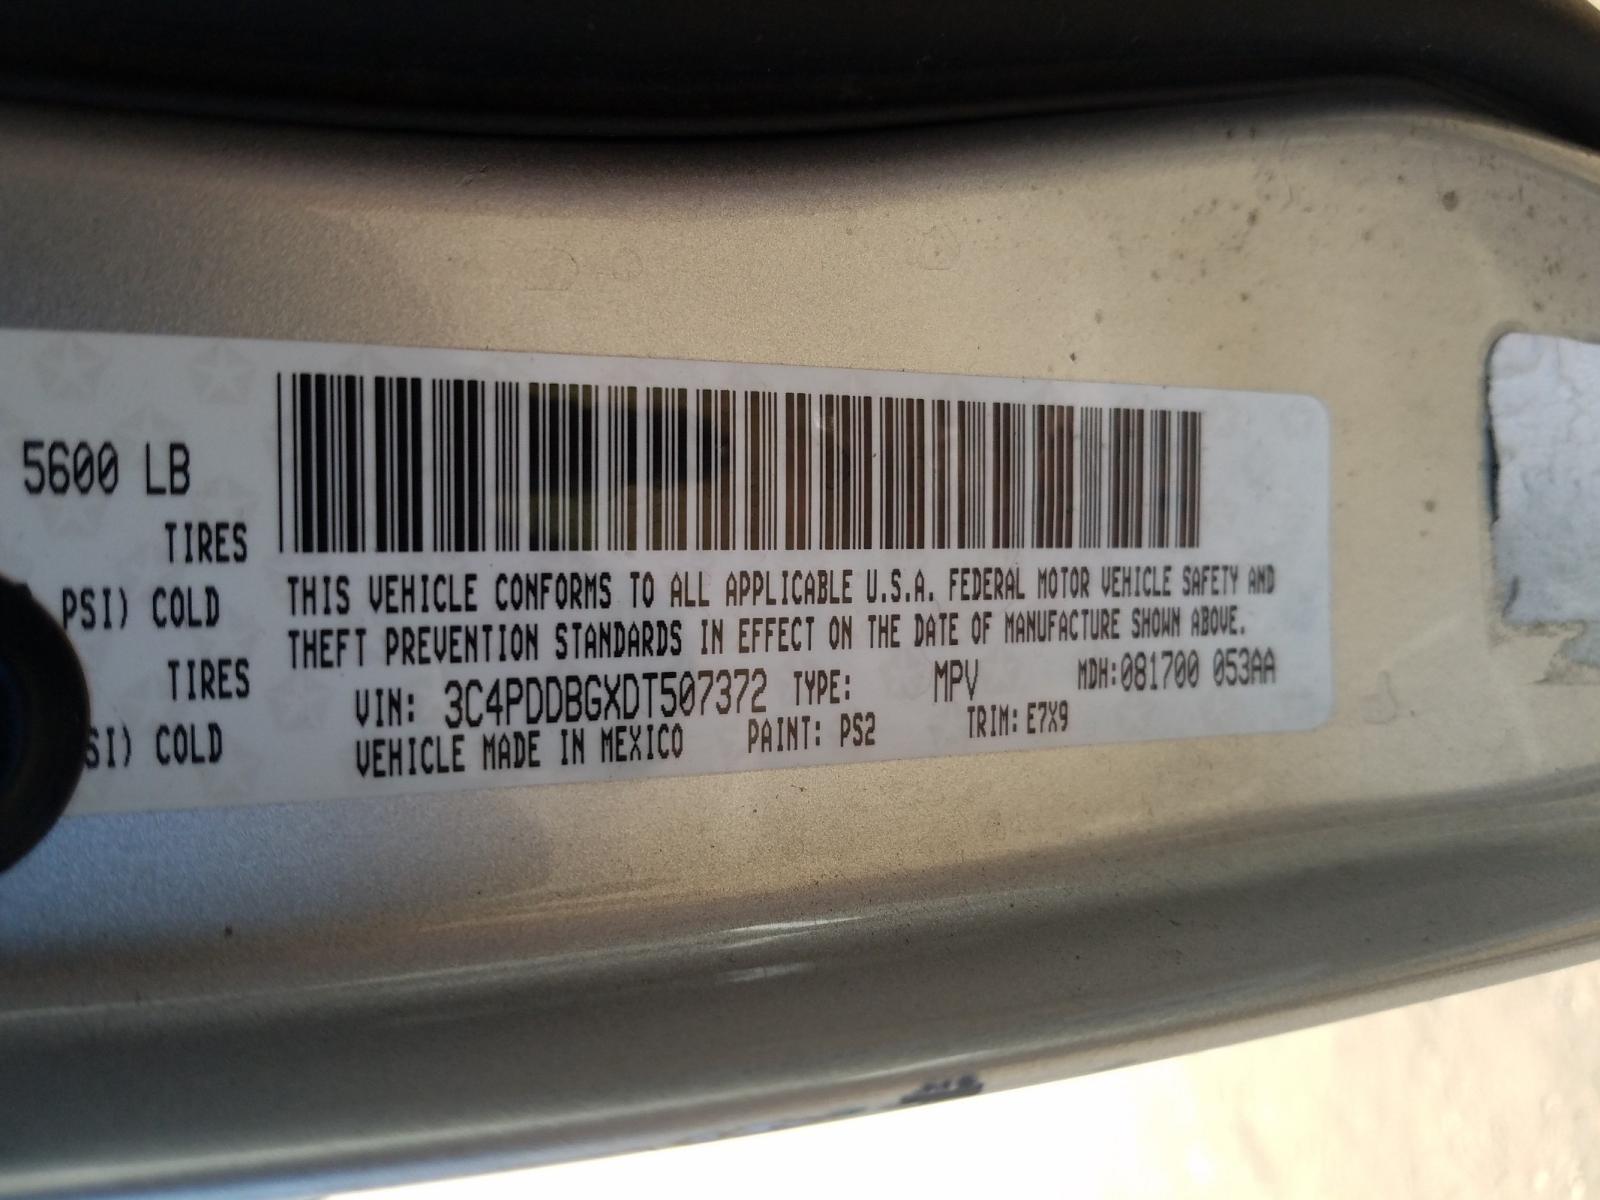 5600 LB
TIRES
PSI) COLD
TIRES
SI) COLD
THIS VEHICLE CONFORMS TO ALL APPLICABLE U.S.A. FEDERAL MOTOR VEHICLE SAFETY AND
THEFT PREVENTION STANDARDS IN EFFECT ON THE DATE OF MANUFACTURE SHOWN ABOVE.
VIN: 3C4PDDBGXDT507372 TYPE: MPV MDH:081700 053AA
VEHICLE MADE IN MEXICO PAINT: PS2 TRIM: E7X9